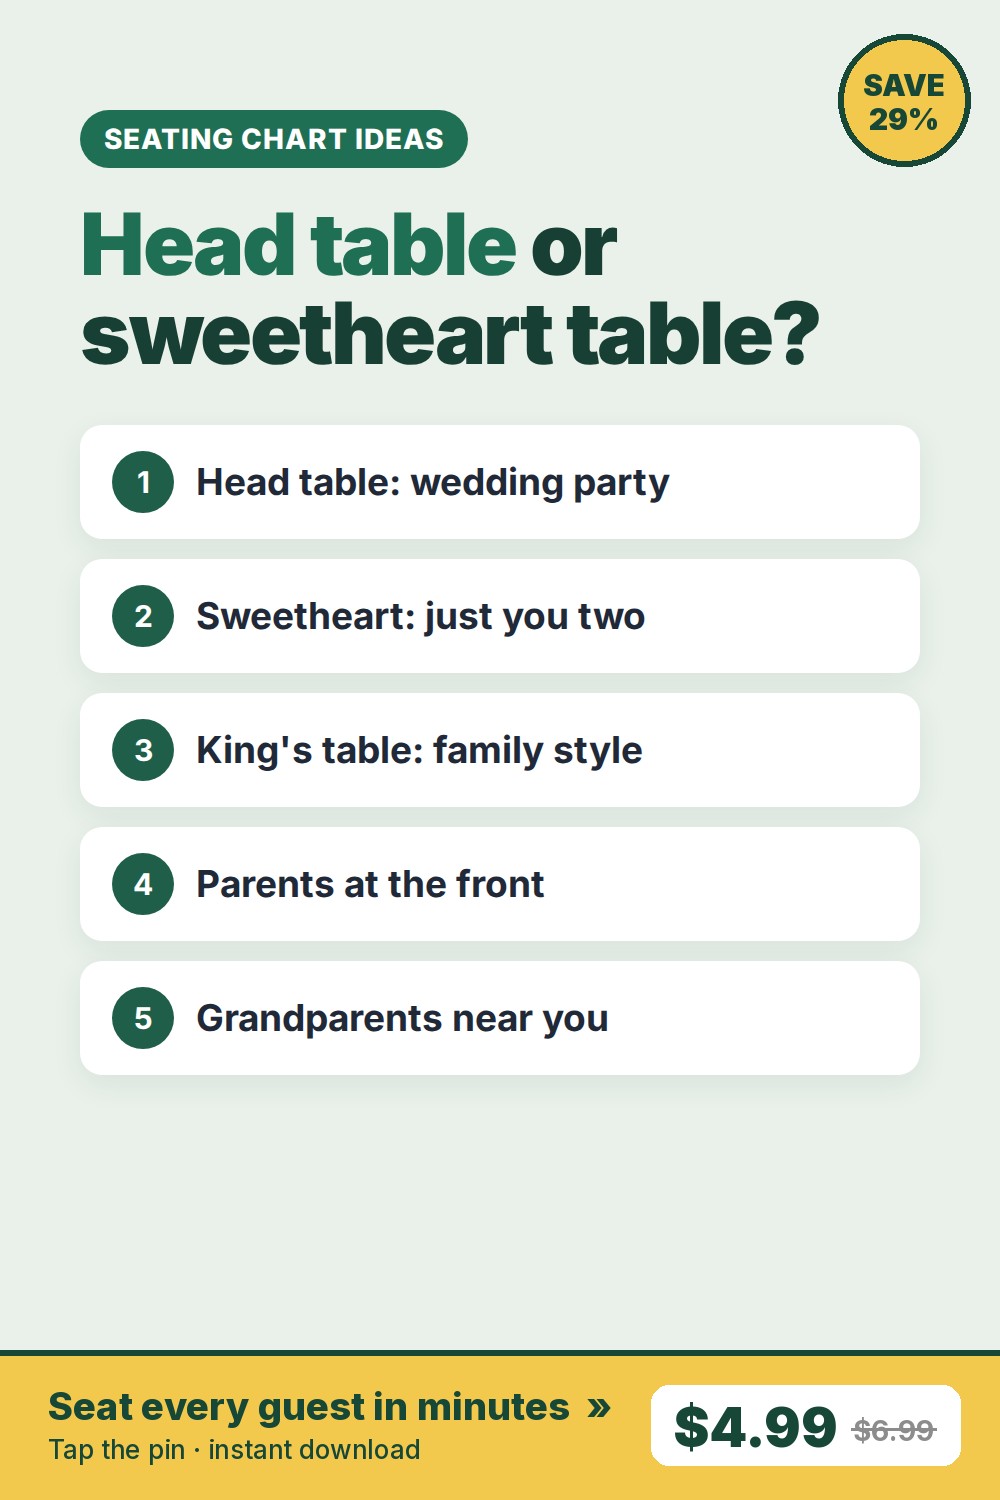 SAVE
29%
SEATING CHART IDEAS
Head table or
sweetheart table?
1 Head table: wedding party
2 Sweetheart: just you two
3 King's table: family style
4 Parents at the front
5 Grandparents near you
Seat every guest in minutes »
Tap the pin · instant download
$4.99 $6.99